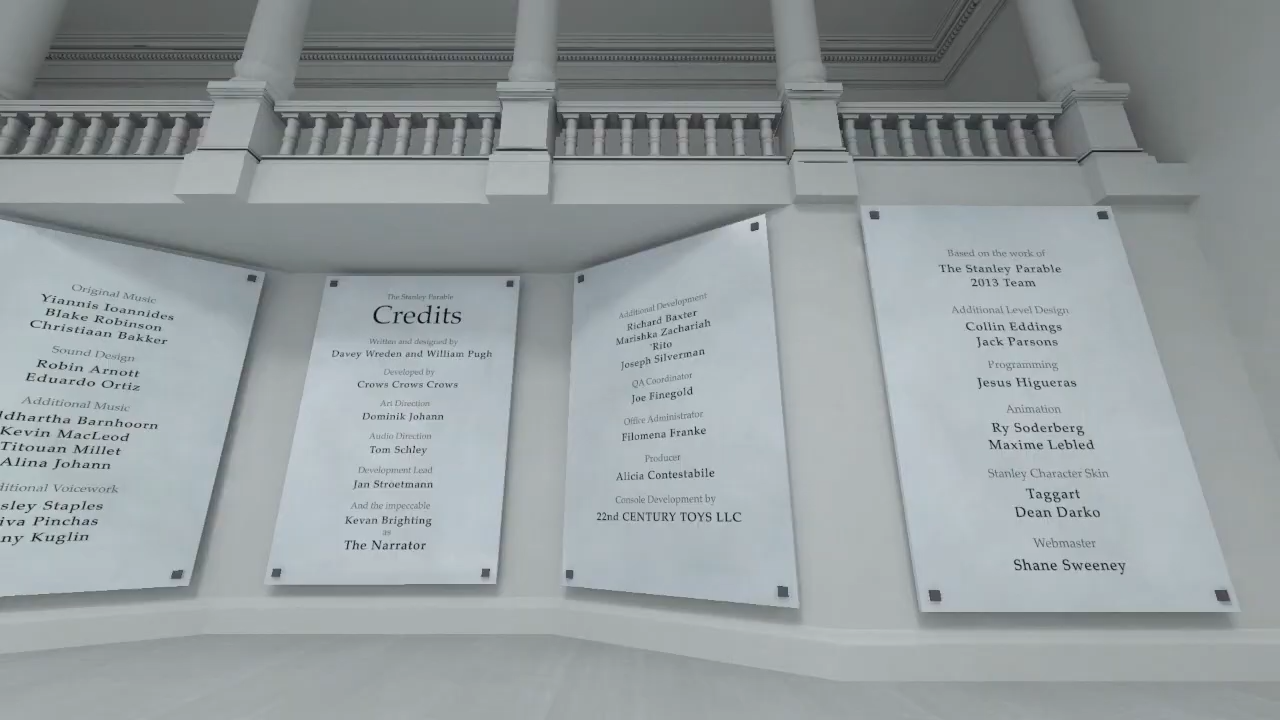 Original Music
Yiannis Ioannides
Blake Robinson
Christiaan Bakker
Sound Design
Robin Arnott
Eduardo Ortiz
Additional Music
Barnhoorn
Kevin MacLeod
Titouan Millet
Alina Johann
Voicework
Staples
Pinchas
Kuglin
The Stanley Parable
Credits
Written and designed by
Davey Wreden and William Pugh
Developed by
Crows Crows Crows
Art Direction
Dominik Johann
Audio Direction
Tom Schley
Development Lead
Jan Stroetmann
And the impeccable
Kevan Brighting
as
The Narrator
Additional Development
Richard Baxter
Marishka Zachariah
'Rito
Joseph Silverman
QA Coordinator
Joe Finegold
Office Administrator
Filomena Franke
Producer
Alicia Contestabile
Console Development by
22nd CENTURY TOYS LLC
Based on the work of
The Stanley Parable
2013 Team
Additional Level Design
Collin Eddings
Jack Parsons
Programming
Jesus Higueras
Animation
Ry Soderberg
Maxime Lebled
Stanley Character Skin
Taggart
Dean Darko
Webmaster
Shane Sweeney